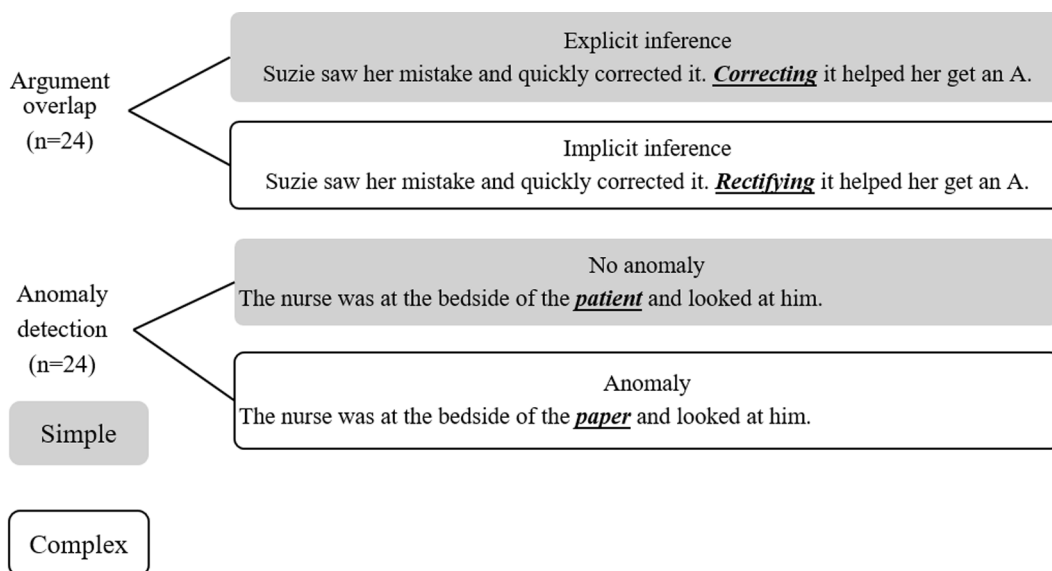 Argument
overlap
(n=24)
Explicit inference
Suzie saw her mistake and quickly corrected it. Correcting it helped her get an A.
Implicit inference
Suzie saw her mistake and quickly corrected it. Rectifying it helped her get an A.
Anomaly
detection
(n=24)
No anomaly
The nurse was at the bedside of the patient and looked at him.
Anomaly
The nurse was at the bedside of the paper and looked at him.
Simple
Complex